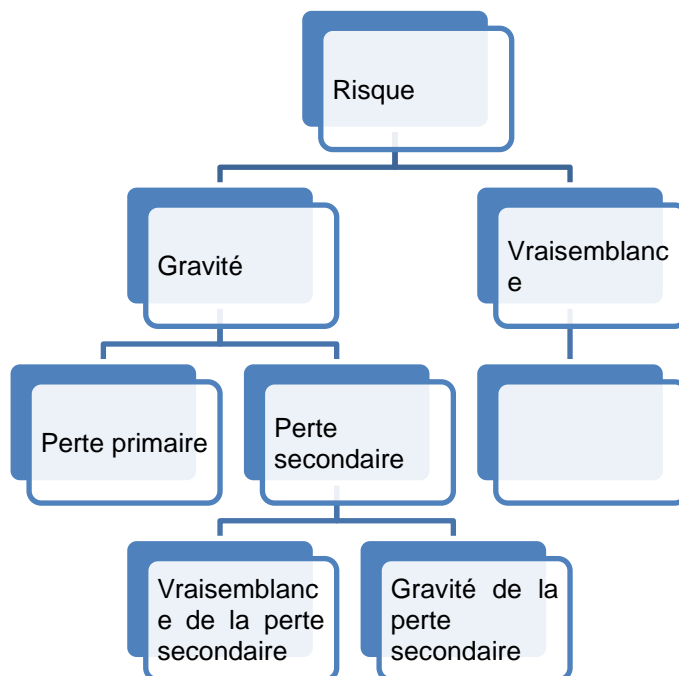 Risque
Gravité
Vraisemblanc
e
Perte primaire
Perte
secondaire
Vraisemblanc
e de la perte
secondaire
Gravité de la
perte
secondaire